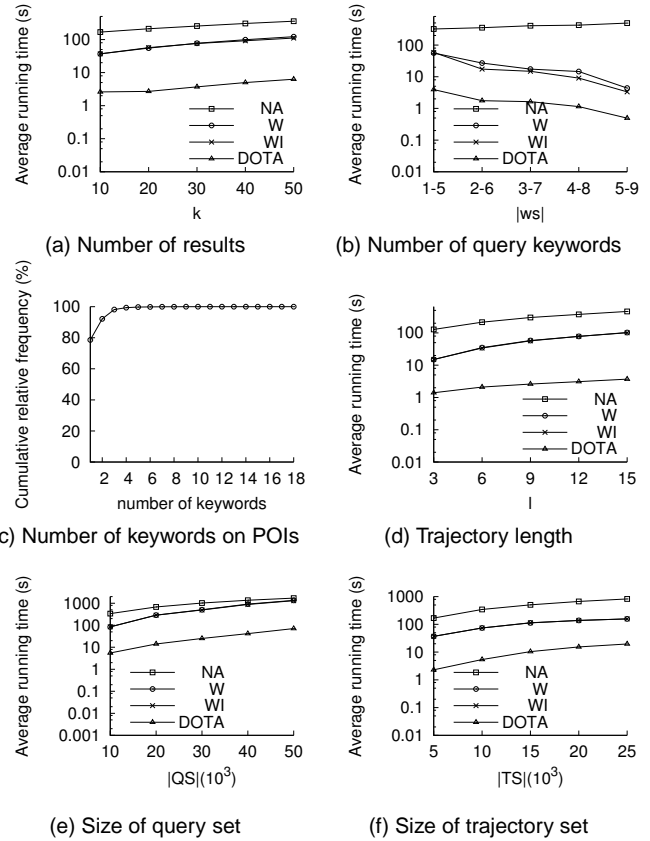 Average running time (s)
100
10
1
0.1
0.01
10 20 30 40 50
k
NA
W
WI
DOTA
(a) Number of results
Average running time (s)
100
10
1
0.1
0.01
1-5 2-6 3-7 4-8 5-9
|ws|
NA
W
WI
DOTA
(b) Number of query keywords
Cumulative relative frequency (%)
100
80
60
40
20
0
2 4 6 8 10 12 14 16 18
number of keywords
c) Number of keywords on POIs
Average running time (s)
100
10
1
0.1
0.01
3 6 9 12 15
l
NA
W
WI
DOTA
(d) Trajectory length
Average running time (s)
1000
100
10
1
0.1
0.01
0.001
10 20 30 40 50
|QS|(10³)
NA
W
WI
DOTA
(e) Size of query set
Average running time (s)
1000
100
10
1
0.1
0.01
5 10 15 20 25
|TS|(10³)
NA
W
WI
DOTA
(f) Size of trajectory set